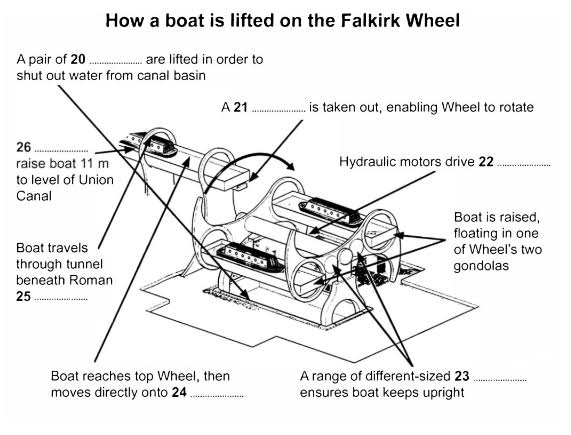 How a boat is lifted on the Falkirk Wheel
A pair of 20 ..................... are lifted in order to
shut out water from canal basin
A 21 ..................... is taken out, enabling Wheel to rotate
26 .....................
raise boat 11 m
to level of Union
Canal
Hydraulic motors drive 22 .....................
Boat is raised,
floating in one
of Wheel's two
gondolas
Boat travels
through tunnel
beneath Roman
25 .....................
Boat reaches top Wheel, then
moves directly onto 24 .....................
A range of different-sized 23 .....................
ensures boat keeps upright